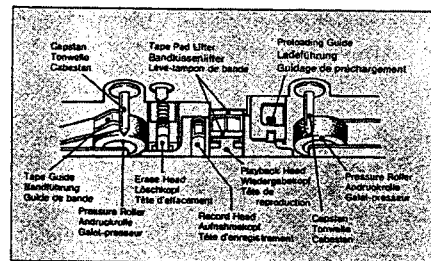 Capstan
Tonwelle
Cabestan
Tape Pad Lifter
Bandkissenlifter
Lève-tampon de bande
Preloading Guide
Ladeführung
Guidage de préchargement
Tape Guide
Bandführung
Guide de bande
Pressure Roller
Andruckrolle
Galet-presseur
Erase Head
Löschkopf
Tête d'effacement
Record Head
Aufnahmekopf
Tête d'enregistrement
Playback Head
Wiedergabekopf
Tête de
reproduction
Capstan
Tonwelle
Cabestan
Pressure Roller
Andruckrolle
Galet-presseur